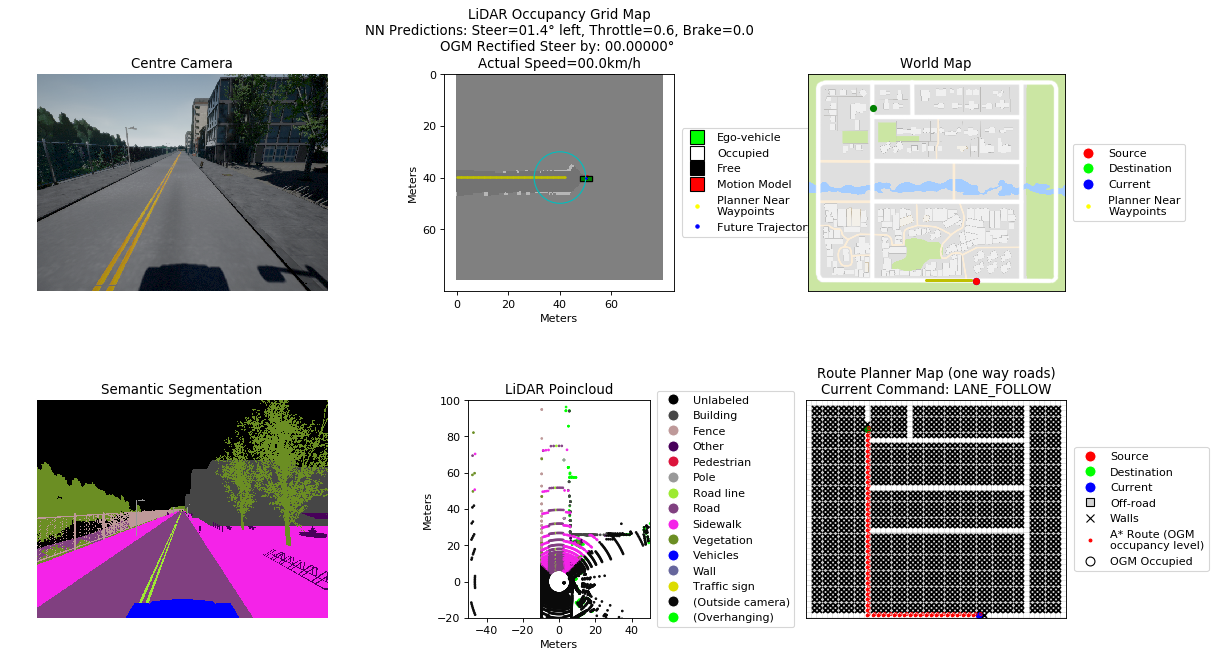 LiDAR Occupancy Grid Map
NN Predictions: Steer=01.4° left, Throttle=0.6, Brake=0.0
OGM Rectified Steer by: 00.00000°
Actual Speed=00.0km/h
Centre Camera
World Map
0
20
40
60
Meters
0
20
40
60
Meters
Ego-vehicle
Occupied
Free
Motion Model
Planner Near
Waypoints
Future Trajector
Source
Destination
Current
Planner Near
Waypoints
Semantic Segmentation
LiDAR Poincloud
Route Planner Map (one way roads)
Current Command: LANE_FOLLOW
100
80
60
40
20
0
−20
Meters
−40
−20
0
20
40
Meters
Unlabeled
Building
Fence
Other
Pedestrian
Pole
Road line
Road
Sidewalk
Vegetation
Vehicles
Wall
Traffic sign
(Outside camera)
(Overhanging)
Source
Destination
Current
Off-road
Walls
A* Route (OGM
occupancy level)
OGM Occupied